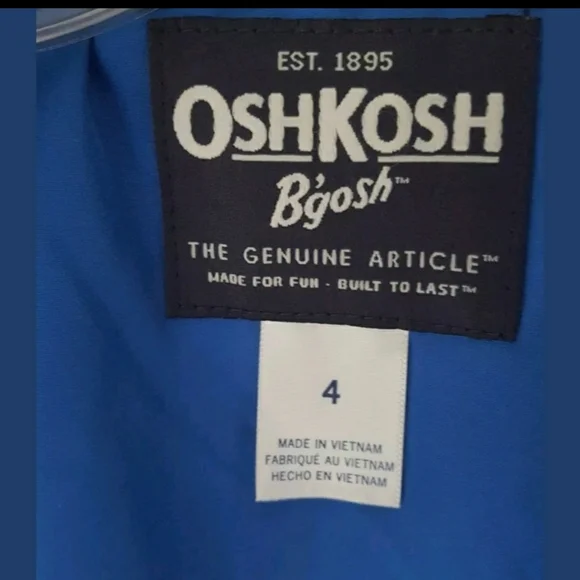 EST. 1895
OSHKOSH
B'gosh™
THE GENUINE ARTICLE™
MADE FOR FUN - BUILT TO LAST™
4
MADE IN VIETNAM
FABRIQUÉ AU VIETNAM
HECHO EN VIETNAM